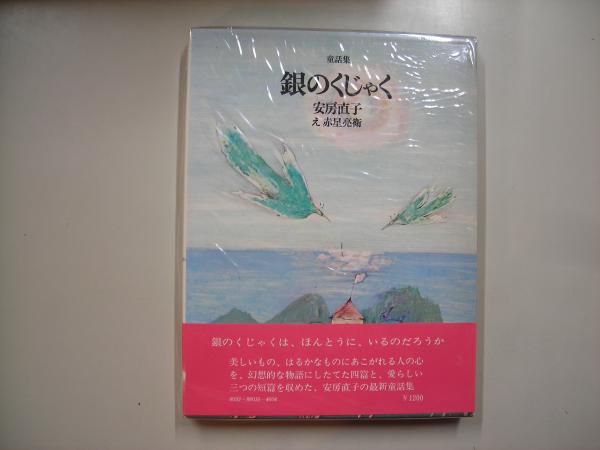 童話集
銀のくじゃく
安房直子
え 赤星亮衛
銀のくじゃくは、ほんとうに、いるのだろうか
美しいもの、はるかなものにあこがれる人の心
を、幻想的な物語にしたてた四篇と、愛らしい
三つの短篇を収めた、安房直子の最新童話集
¥1200